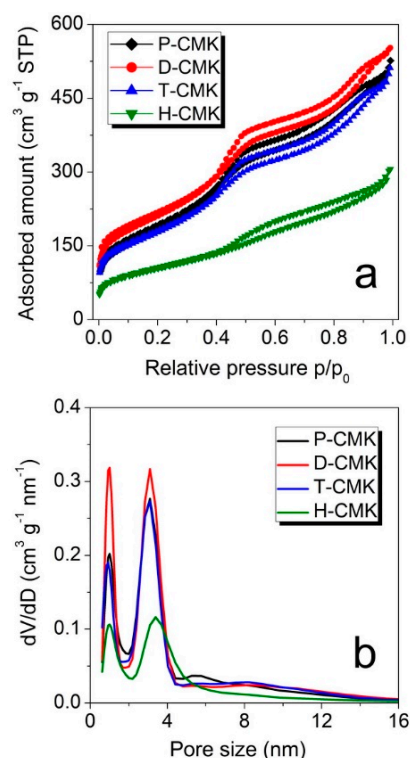 600
450
300
150
0
Adsorbed amount (cm³ g⁻¹ STP)
P-CMK
D-CMK
T-CMK
H-CMK
a
0.0 0.2 0.4 0.6 0.8 1.0
Relative pressure p/p₀
0.4
0.3
0.2
0.1
0.0
dV/dD (cm³ g⁻¹ nm⁻¹)
P-CMK
D-CMK
T-CMK
H-CMK
b
0 4 8 12 16
Pore size (nm)